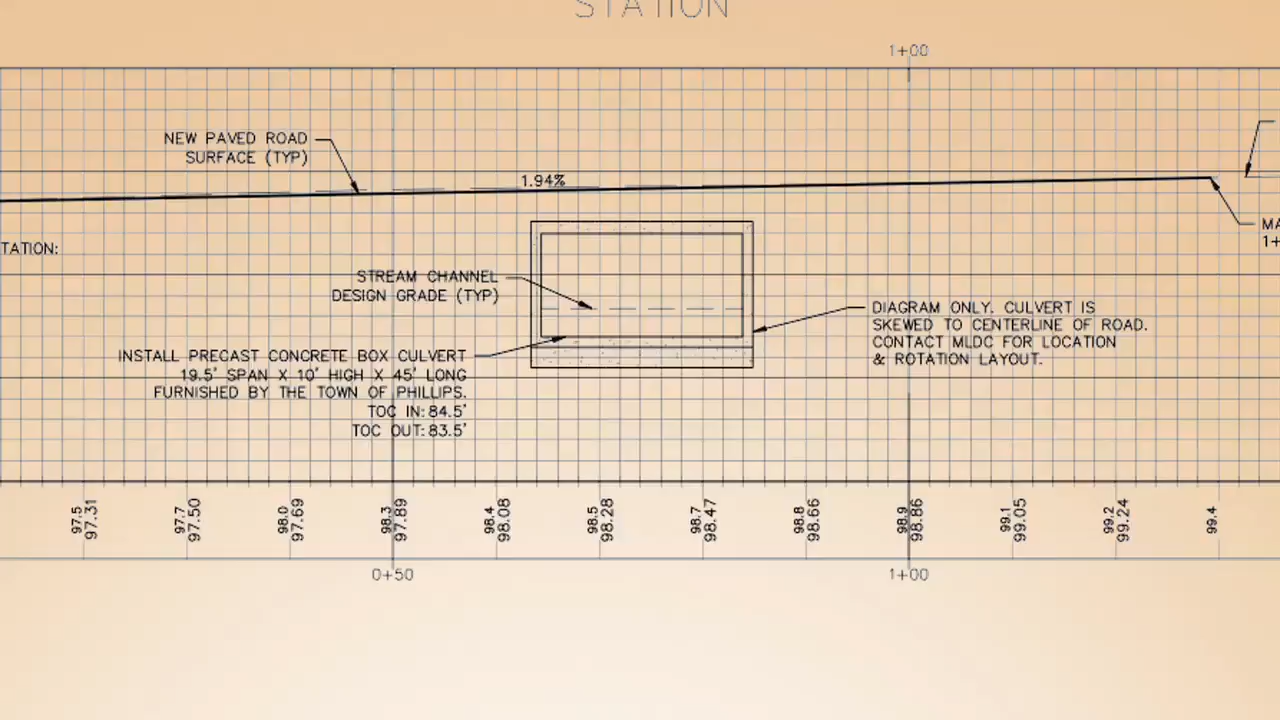 STATION
1+00
NEW PAVED ROAD
SURFACE (TYP)
1.94%
TATION:
MA
1+
STREAM CHANNEL
DESIGN GRADE (TYP)
DIAGRAM ONLY. CULVERT IS
SKEWED TO CENTERLINE OF ROAD.
CONTACT MLDC FOR LOCATION
& ROTATION LAYOUT.
INSTALL PRECAST CONCRETE BOX CULVERT
19.5' SPAN X 10' HIGH X 45' LONG
FURNISHED BY THE TOWN OF PHILLIPS.
TOC IN: 84.5'
TOC OUT: 83.5'
97.5
97.31
97.7
97.50
98.0
97.69
98.3
97.89
98.4
98.08
98.5
98.28
98.7
98.47
98.8
98.66
98.9
98.86
99.1
99.05
99.2
99.24
99.4
0+50
1+00